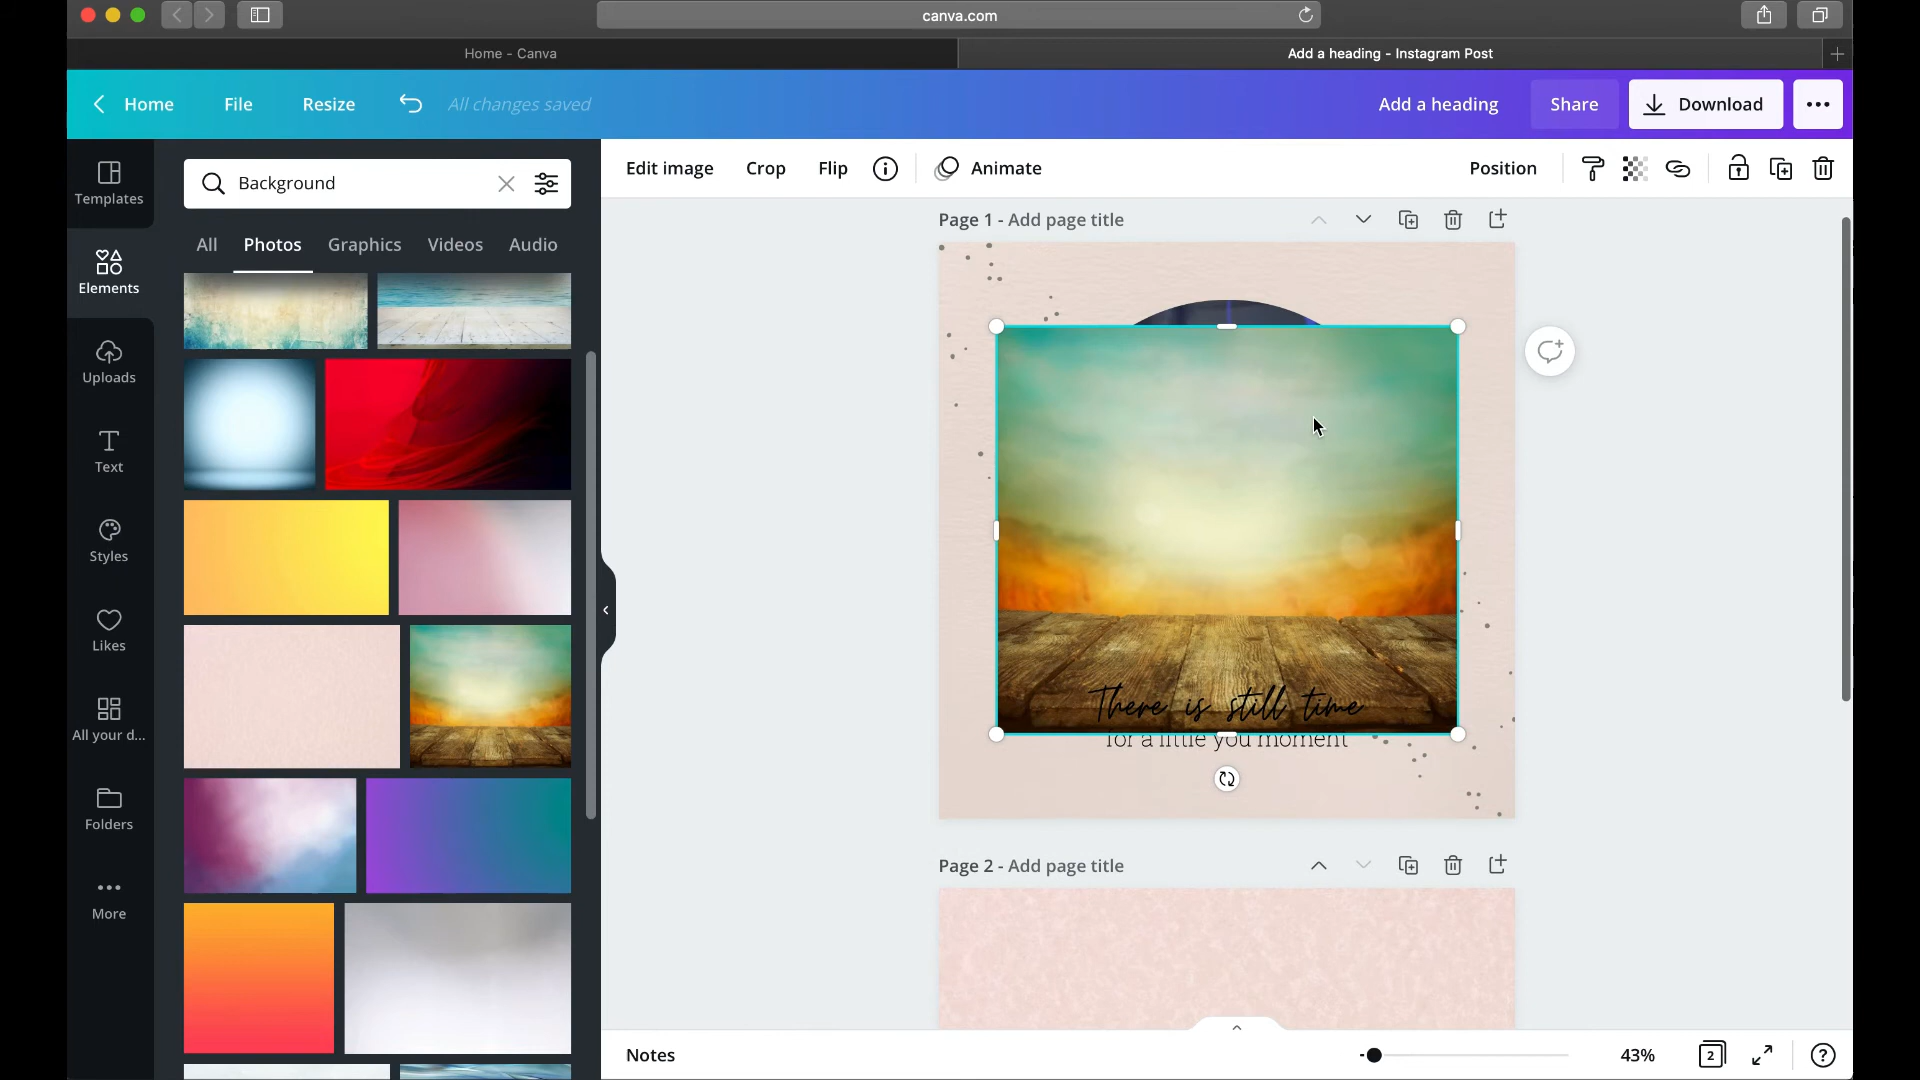 canva.com
Home - Canva
Add a heading - Instagram Post
Home
File
Resize
All changes saved
Add a heading
Share
Download
Templates
Elements
Uploads
Text
Styles
Likes
All your d...
Folders
More
Background
All
Photos
Graphics
Videos
Audio
Edit image
Crop
Flip
Animate
Position
Page 1 - Add page title
There is still time
for a little you moment
Page 2 - Add page title
Notes
43%
2